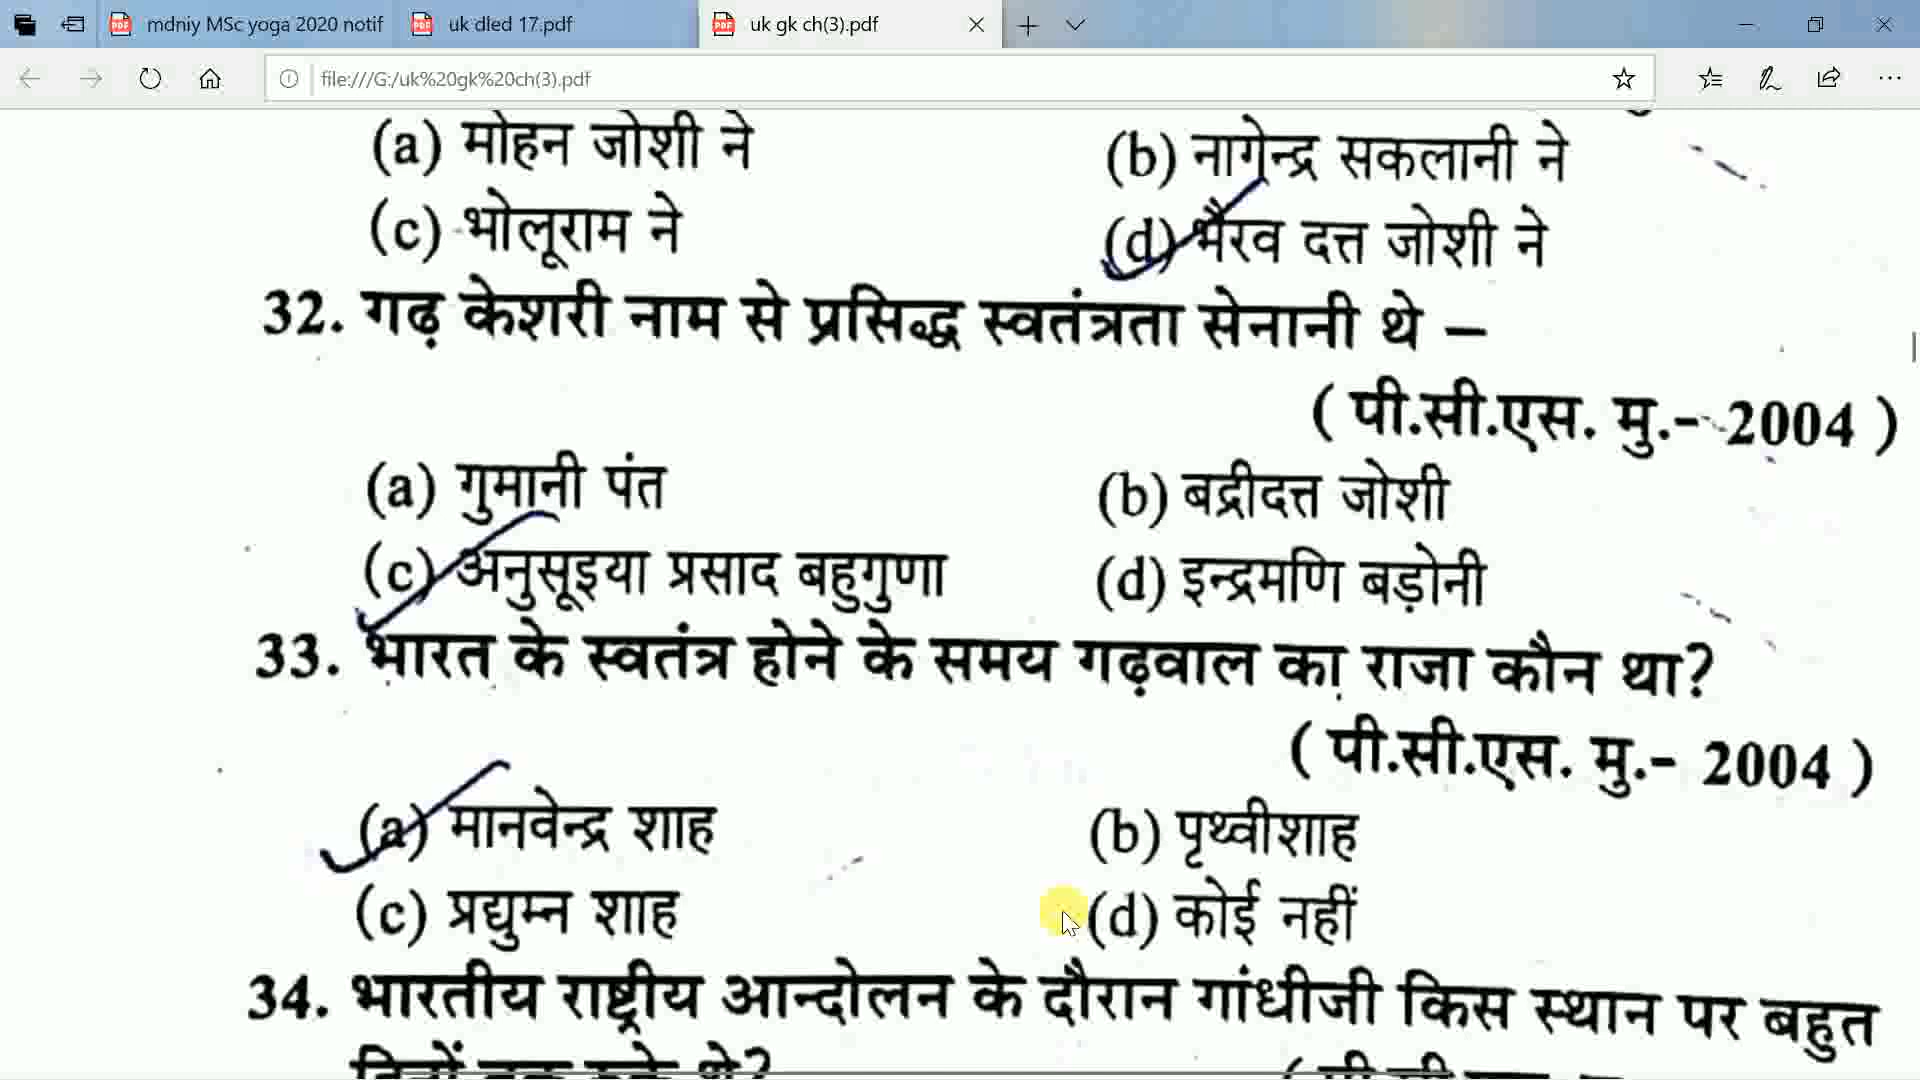 mdniy MSc yoga 2020 notif
uk dled 17.pdf
uk gk ch(3).pdf
file:///G:/uk%20gk%20ch(3).pdf
(a) मोहन जोशी ने (b) नागेन्द्र सकलानी ने
(c) भोलूराम ने (d) भैरव दत्त जोशी ने
32. गढ़ केशरी नाम से प्रसिद्ध स्वतंत्रता सेनानी थे –
( पी.सी.एस. मु.- 2004 )
(a) गुमानी पंत (b) बद्रीदत्त जोशी
(c) अनुसूइया प्रसाद बहुगुणा (d) इन्द्रमणि बड़ोनी
33. भारत के स्वतंत्र होने के समय गढ़वाल का राजा कौन था?
( पी.सी.एस. मु.- 2004 )
(a) मानवेन्द्र शाह (b) पृथ्वीशाह
(c) प्रद्युम्न शाह (d) कोई नहीं
34. भारतीय राष्ट्रीय आन्दोलन के दौरान गांधीजी किस स्थान पर बहुत